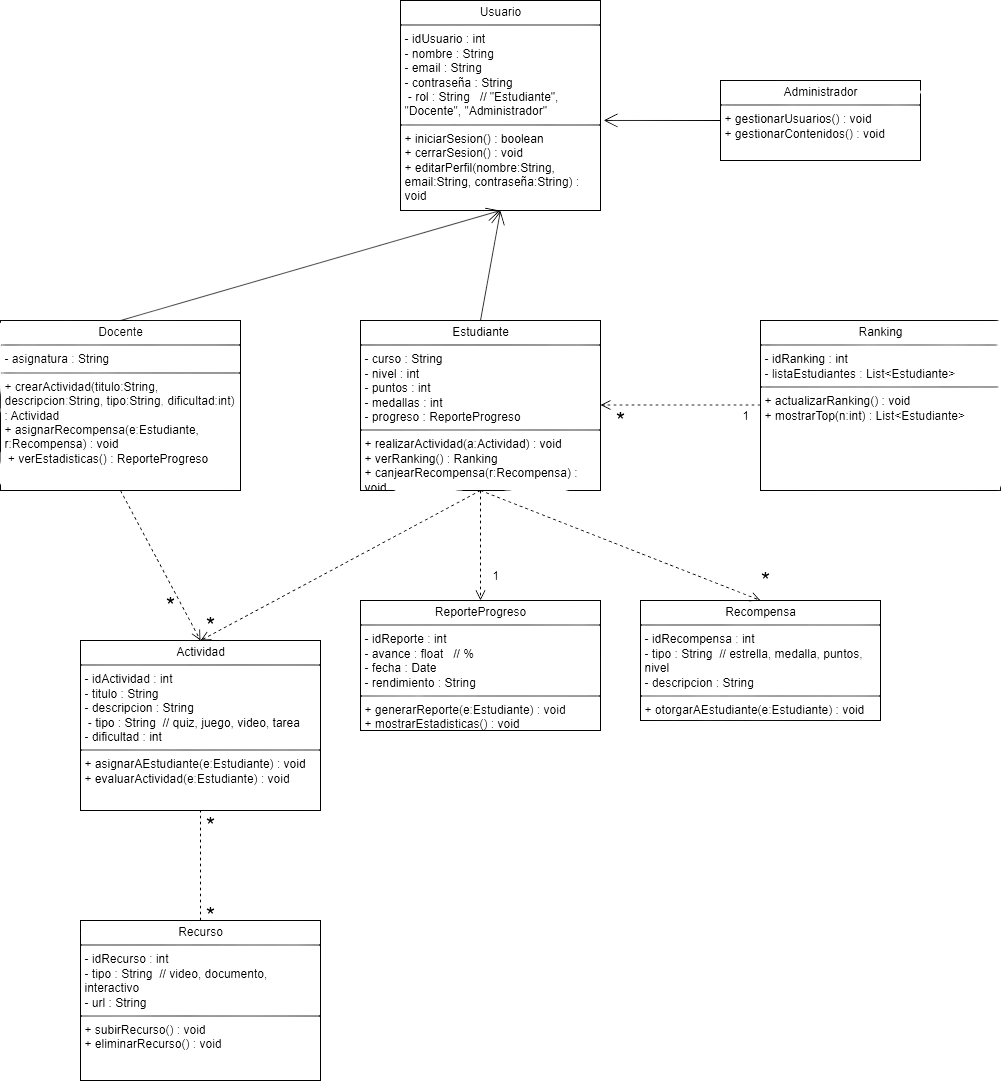 Usuario
- idUsuario : int
- nombre : String
- email : String
- contraseña : String
- rol : String // "Estudiante",
"Docente", "Administrador"
+ iniciarSesion() : boolean
+ cerrarSesion() : void
+ editarPerfil(nombre:String,
email:String, contraseña:String) :
void
Administrador
+ gestionarUsuarios() : void
+ gestionarContenidos() : void
Docente
- asignatura : String
+ crearActividad(titulo:String,
descripcion:String, tipo:String, dificultad:int)
: Actividad
+ asignarRecompensa(e:Estudiante,
r:Recompensa) : void
+ verEstadisticas() : ReporteProgreso
Estudiante
- curso : String
- nivel : int
- puntos : int
- medallas : int
- progreso : ReporteProgreso
+ realizarActividad(a:Actividad) : void
+ verRanking() : Ranking
+ canjearRecompensa(r:Recompensa) :
void
* 1
Ranking
- idRanking : int
- listaEstudiantes : List<Estudiante>
+ actualizarRanking() : void
+ mostrarTop(n:int) : List<Estudiante>
* *
1
*
Actividad
- idActividad : int
- titulo : String
- descripcion : String
- tipo : String // quiz, juego, video, tarea
- dificultad : int
+ asignarAEstudiante(e:Estudiante) : void
+ evaluarActividad(e:Estudiante) : void
ReporteProgreso
- idReporte : int
- avance : float // %
- fecha : Date
- rendimiento : String
+ generarReporte(e:Estudiante) : void
+ mostrarEstadisticas() : void
Recompensa
- idRecompensa : int
- tipo : String // estrella, medalla, puntos,
nivel
- descripcion : String
+ otorgarAEstudiante(e:Estudiante) : void
*
*
Recurso
- idRecurso : int
- tipo : String // video, documento,
interactivo
- url : String
+ subirRecurso() : void
+ eliminarRecurso() : void